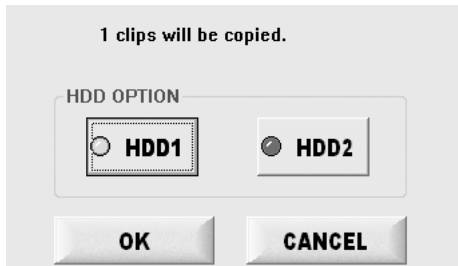 1 clips will be copied.
HDD OPTION
HDD1 HDD2
OK CANCEL